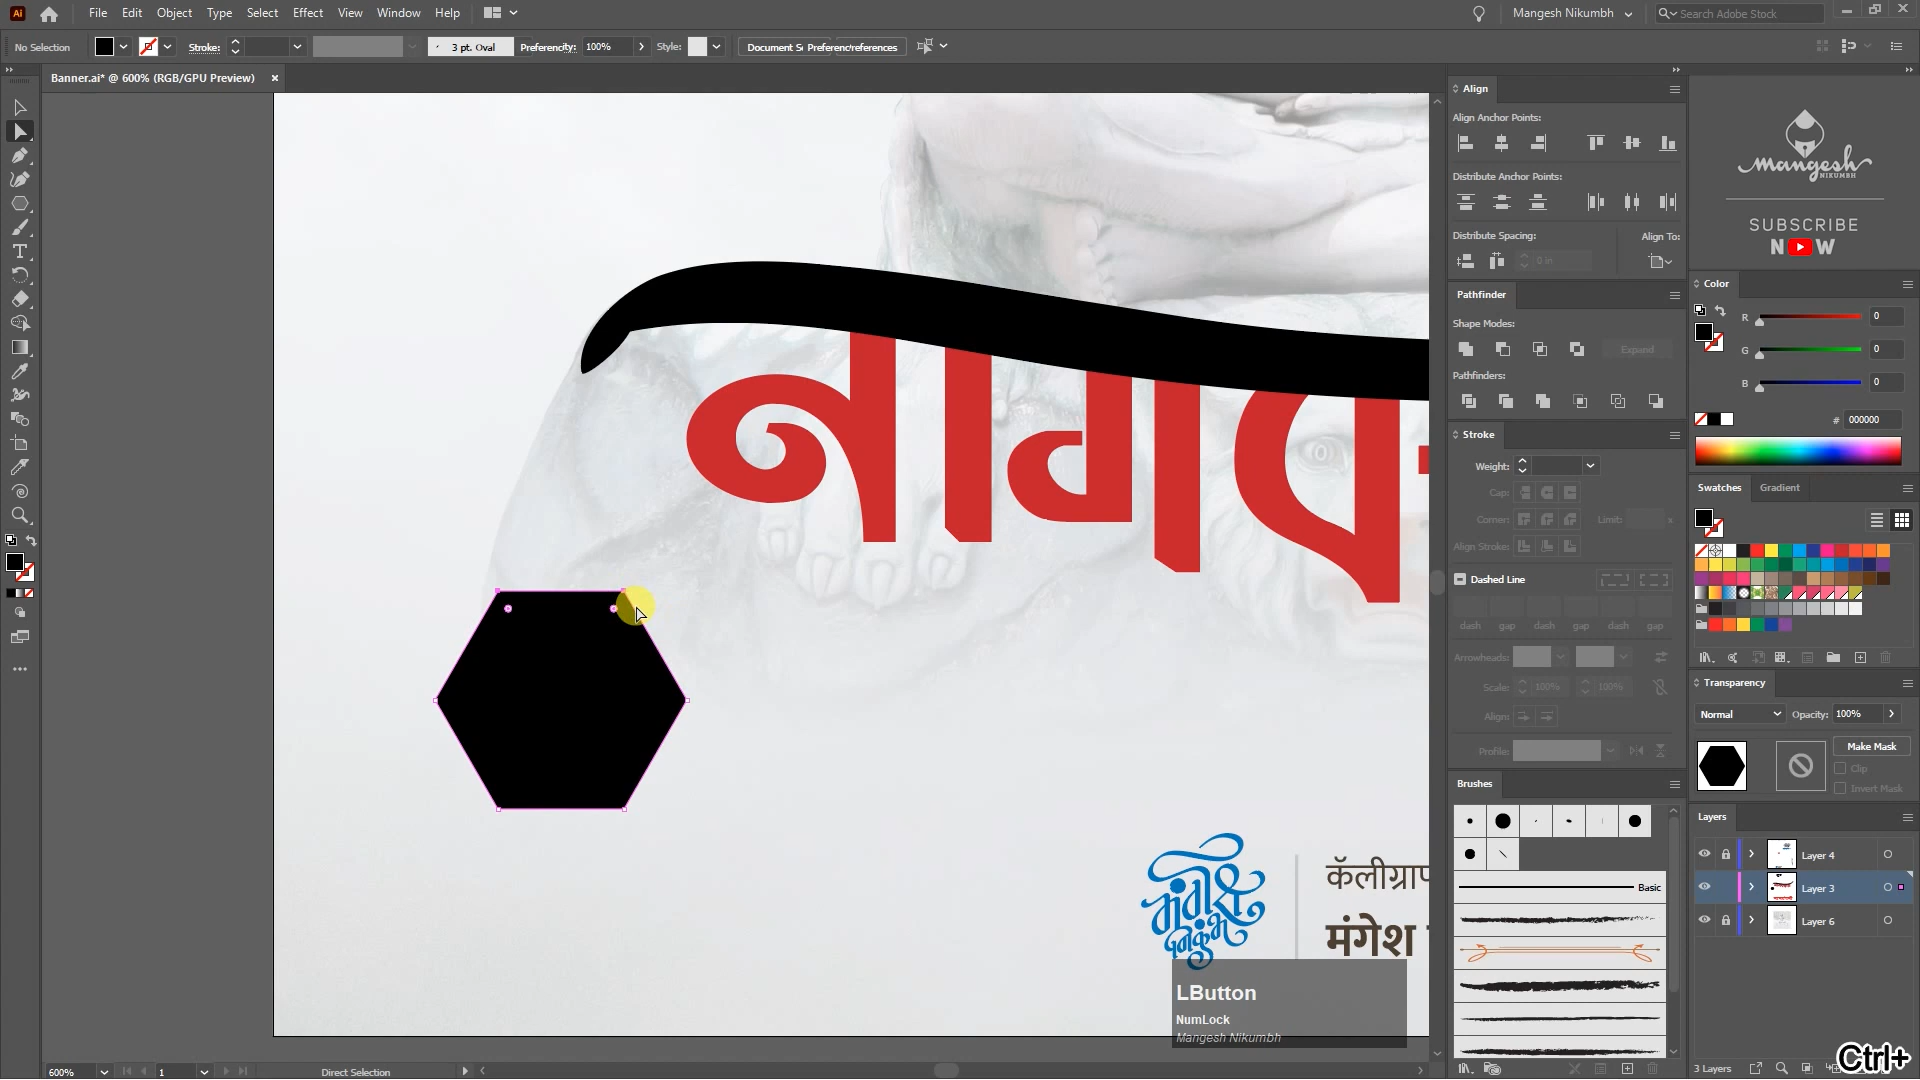 Ai File Edit Object Type Select Effect View Window Help
Mangesh Nikumbh
Search Adobe Stock
No Selection
Stroke:
3 pt. Oval
Preferencity: 100%
Style:
Document S Preferenc references
Banner.ai* @ 600% (RGB/GPU Preview)
Align
Align Anchor Points:
Distribute Anchor Points:
Distribute Spacing:
Align To:
0 in
Pathfinder
Shape Modes:
Expand
Pathfinders:
Stroke
Weight:
Cap:
Corner:
Limit:
x
Align Stroke:
Dashed Line
dash gap dash gap dash gap
Arrowheads:
Scale: 100% 100%
Align:
Profile:
Brushes
Basic
mangesh
NIKUMBH
SUBSCRIBE
N W
Color
R 0
G 0
B 0
# 000000
Swatches Gradient
Transparency
Normal Opacity: 100%
Make Mask
Clip
Invert Mask
Layers
Layer 4
Layer 3
Layer 6
3 Layers
मंगेश
निकुंभ
कॅलीग्राफ
मंगेश
LButton
NumLock
Mangesh Nikumbh
Ctrl+
600% 1 Direct Selection